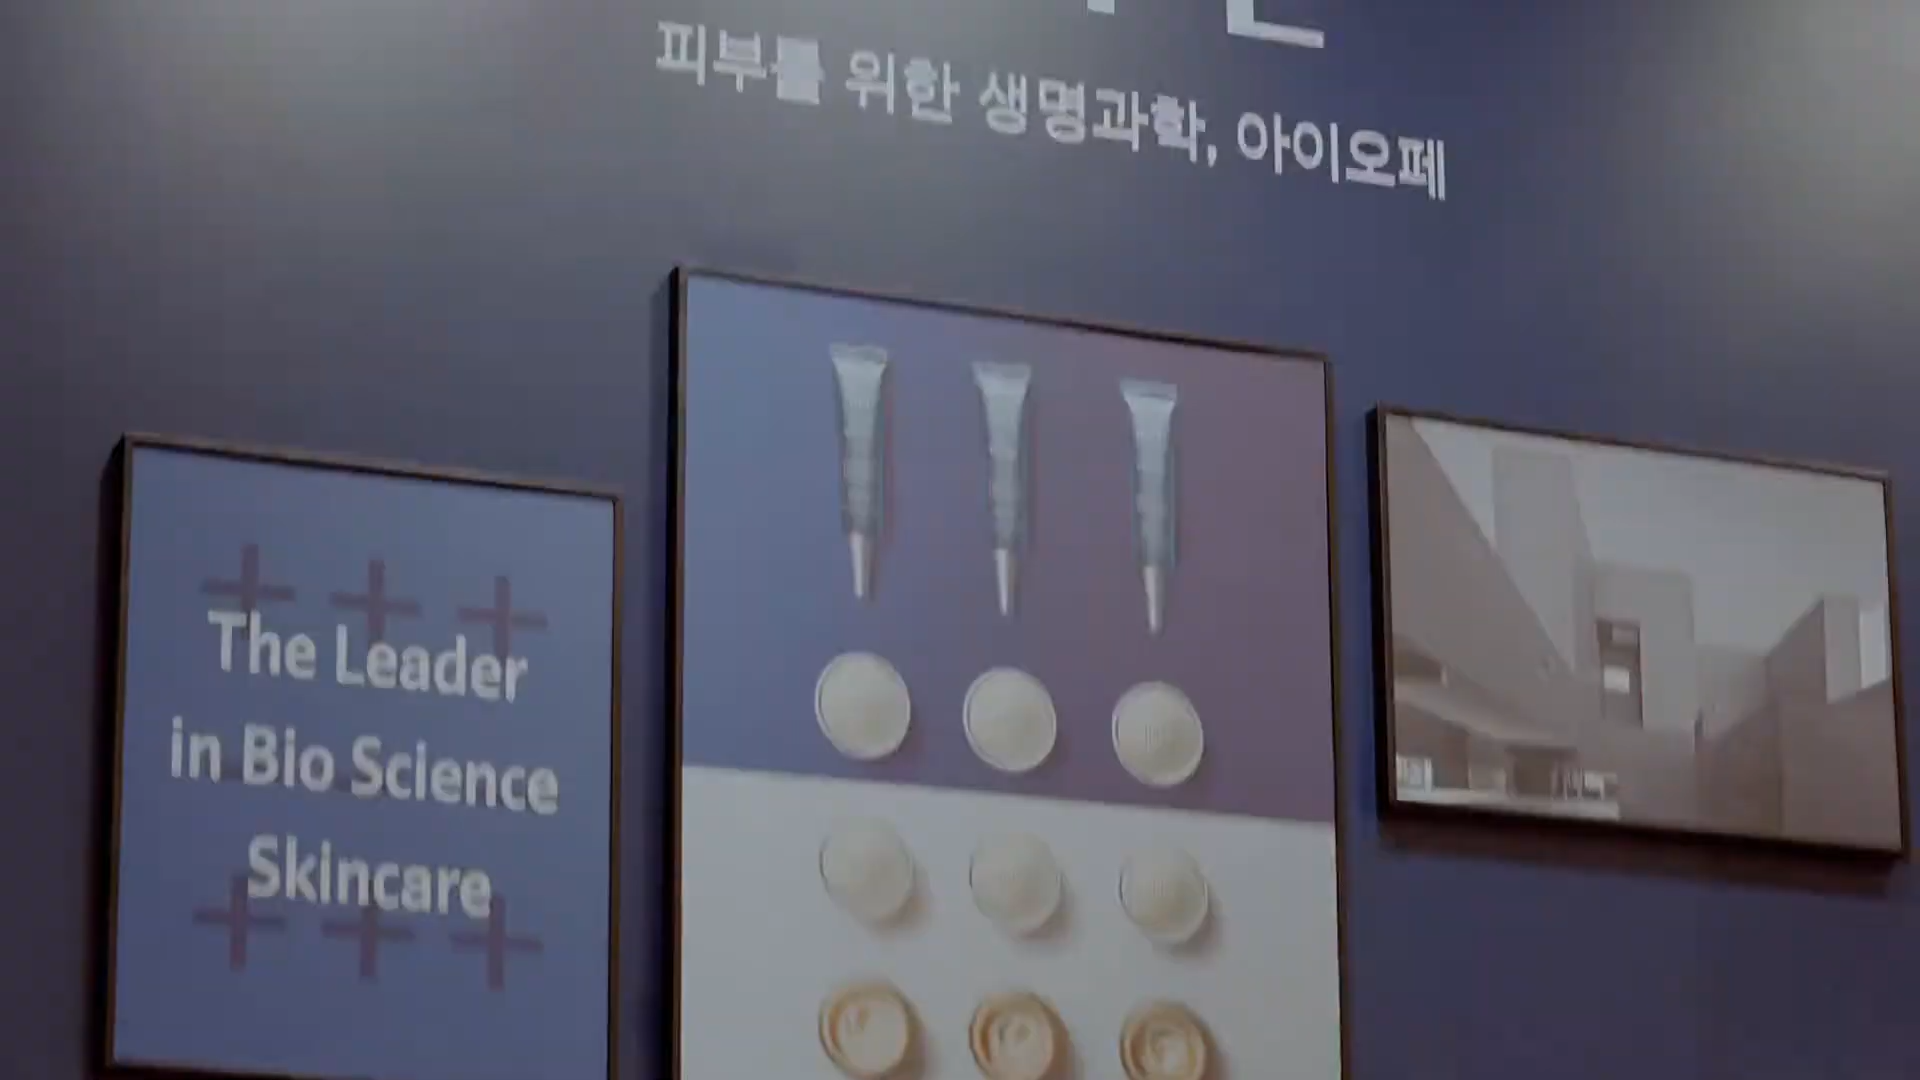 피부를 위한 생명과학, 아이오페
The Leader
in Bio Science
Skincare